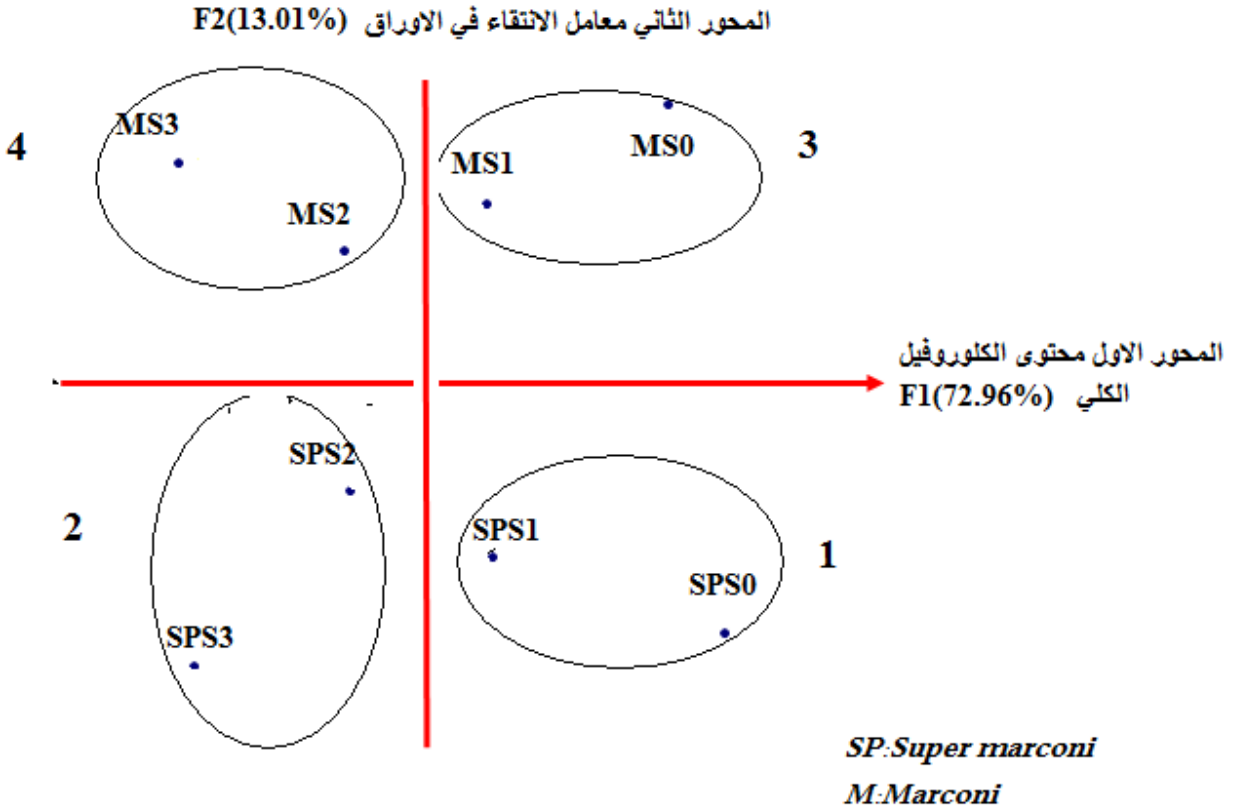 المحور الثاني معامل الانتقاء في الاوراق F2(13.01%)
4
MS3
MS2
MS1
MS0
3
المحور الاول محتوى الكلوروفيل
الكلي F1(72.96%)
2
SPS2
SPS3
SPS1
SPS0
1
SP:Super marconi
M:Marconi